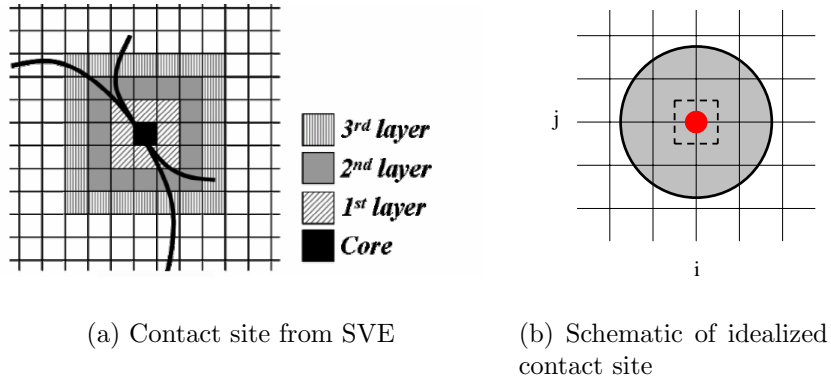 3rd layer
2nd layer
1st layer
Core
j
i
(a) Contact site from SVE
(b) Schematic of idealized
contact site